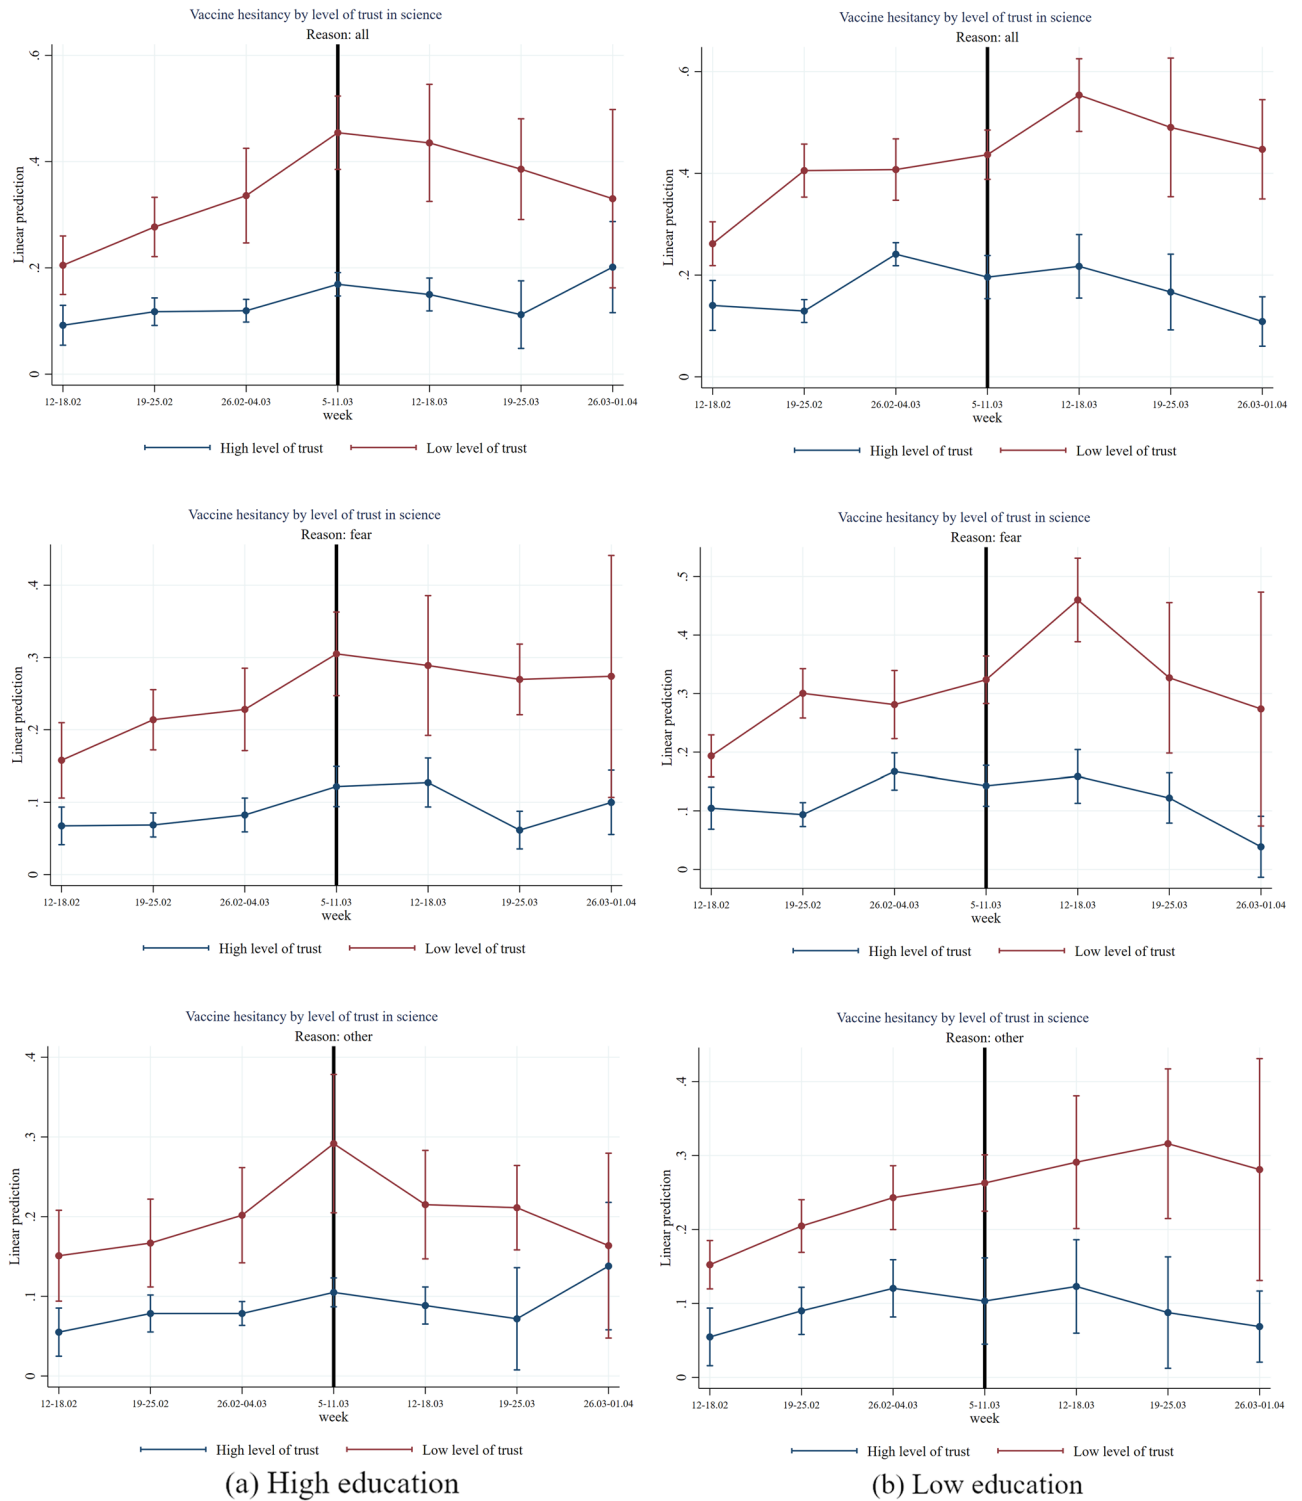 Vaccine hesitancy by level of trust in science
Reason: all
Linear prediction
.6
.4
.2
0
12-18.02 19-25.02 26.02-04.03 5-11.03 12-18.03 19-25.03 26.03-01.04
week
High level of trust Low level of trust
Vaccine hesitancy by level of trust in science
Reason: all
Linear prediction
.6
.4
.2
0
12-18.02 19-25.02 26.02-04.03 5-11.03 12-18.03 19-25.03 26.03-01.04
week
High level of trust Low level of trust
Vaccine hesitancy by level of trust in science
Reason: fear
Linear prediction
.4
.3
.2
.1
0
12-18.02 19-25.02 26.02-04.03 5-11.03 12-18.03 19-25.03 26.03-01.04
week
High level of trust Low level of trust
Vaccine hesitancy by level of trust in science
Reason: fear
Linear prediction
.5
.4
.3
.2
.1
0
12-18.02 19-25.02 26.02-04.03 5-11.03 12-18.03 19-25.03 26.03-01.04
week
High level of trust Low level of trust
Vaccine hesitancy by level of trust in science
Reason: other
Linear prediction
.4
.3
.2
.1
0
12-18.02 19-25.02 26.02-04.03 5-11.03 12-18.03 19-25.03 26.03-01.04
week
High level of trust Low level of trust
Vaccine hesitancy by level of trust in science
Reason: other
Linear prediction
.4
.3
.2
.1
0
12-18.02 19-25.02 26.02-04.03 5-11.03 12-18.03 19-25.03 26.03-01.04
week
High level of trust Low level of trust
(a) High education
(b) Low education